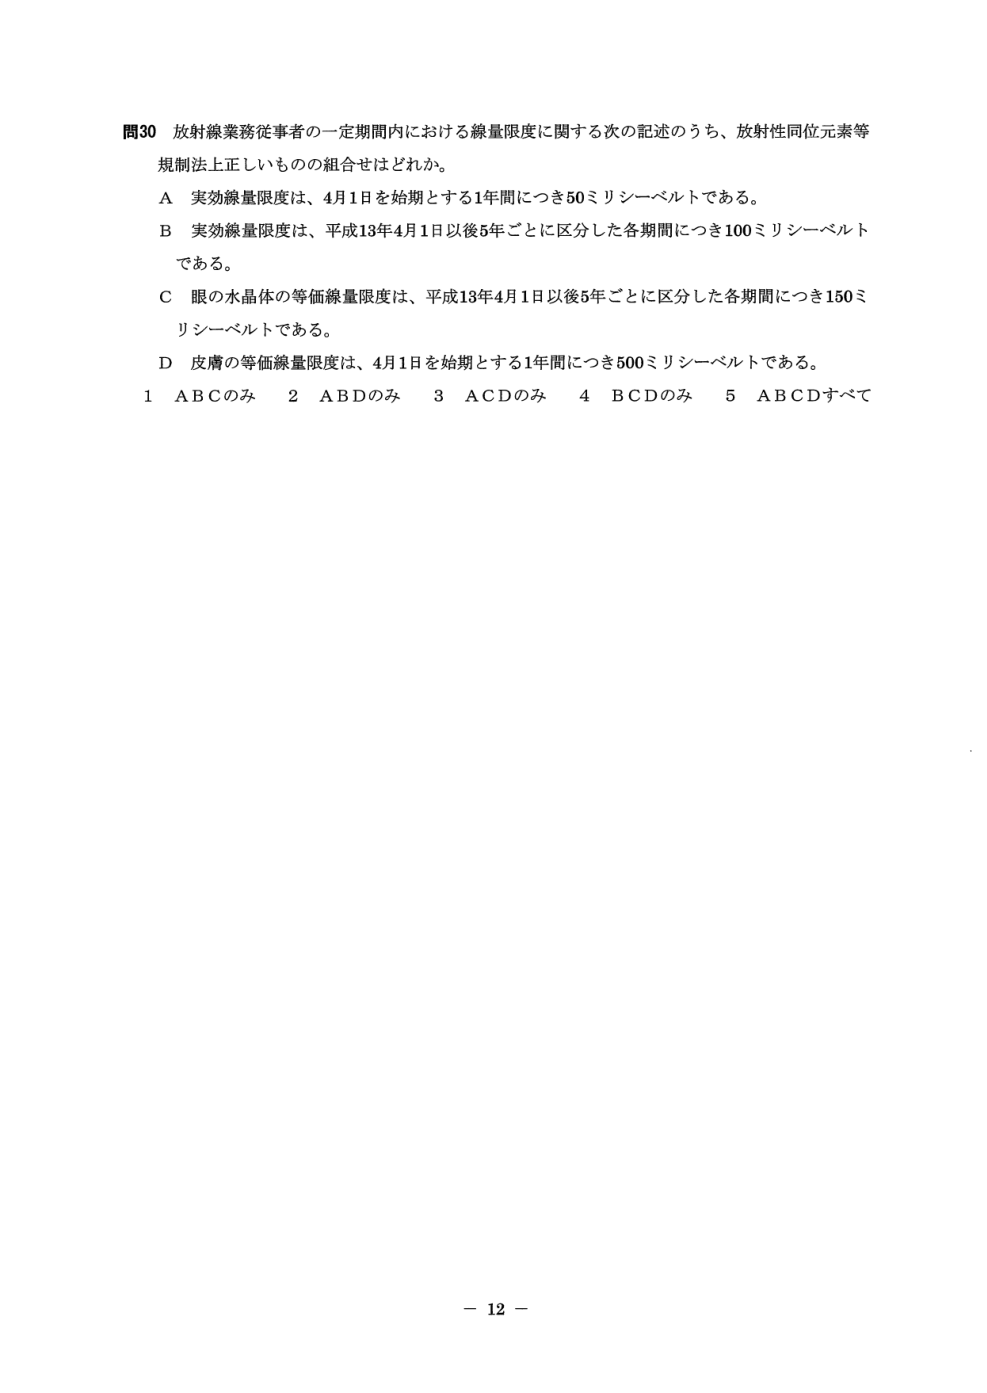 問30　放射線業務従事者の一定期間内における線量限度に関する次の記述のうち、放射性同位元素等
規制法上正しいものの組合せはどれか。
A　実効線量限度は、4月1日を始期とする1年間につき50ミリシーベルトである。
B　実効線量限度は、平成13年4月1日以後5年ごとに区分した各期間につき100ミリシーベルト
である。
C　眼の水晶体の等価線量限度は、平成13年4月1日以後5年ごとに区分した各期間につき150ミ
リシーベルトである。
D　皮膚の等価線量限度は、4月1日を始期とする1年間につき500ミリシーベルトである。
1　ABCのみ　2　ABDのみ　3　ACDのみ　4　BCDのみ　5　ABCDすべて
－ 12 －